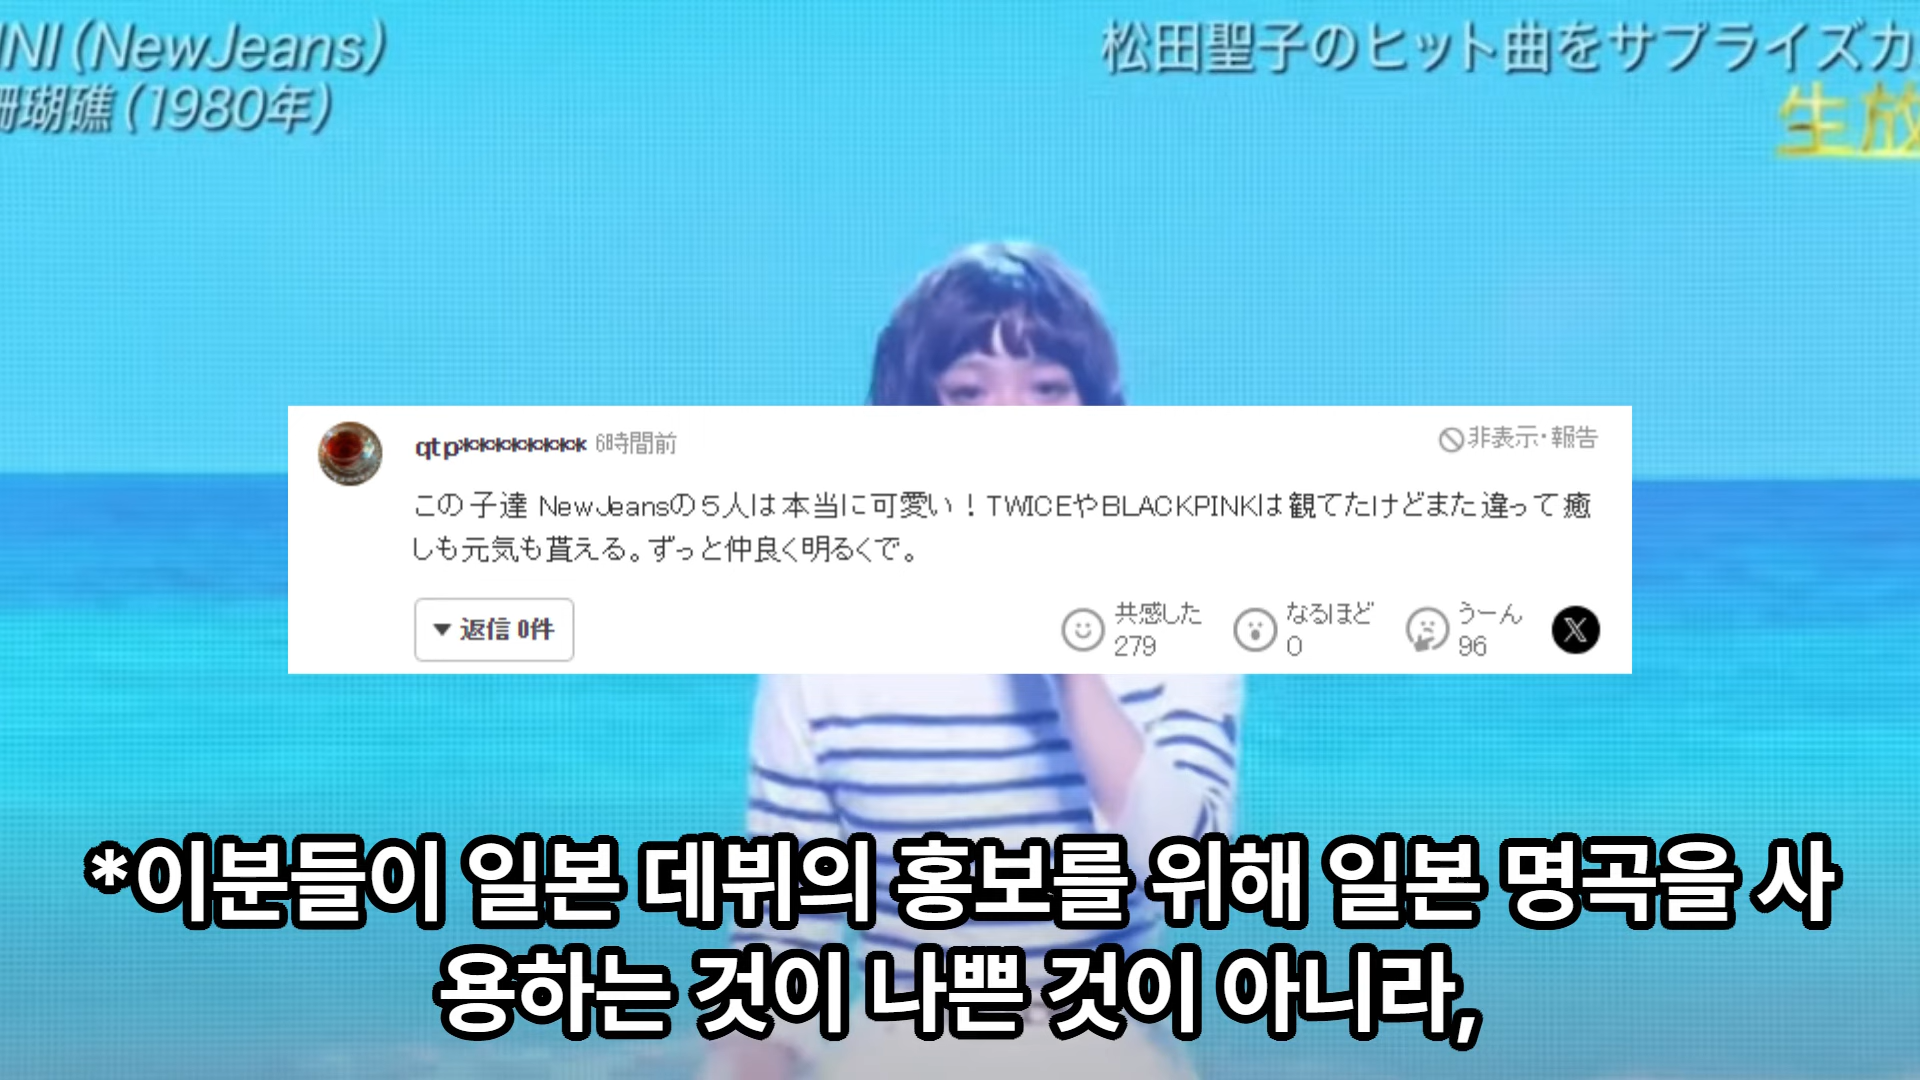 NI(NewJeans)
瑚礁(1980年)
松田聖子のヒット曲をサプライズカ
生放
qtp********* 6時間前
非表示・報告
この子達 NewJeansの5人は本当に可愛い！TWICEやBLACKPINKは観てたけどまた違って癒
しも元気も貰える。ずっと仲良く明るくで。
▼ 返信 0件
共感した
279
なるほど
0
うーん
96
X
*이분들이 일본 데뷔의 홍보를 위해 일본 명곡을 사
용하는 것이 나쁜 것이 아니라,